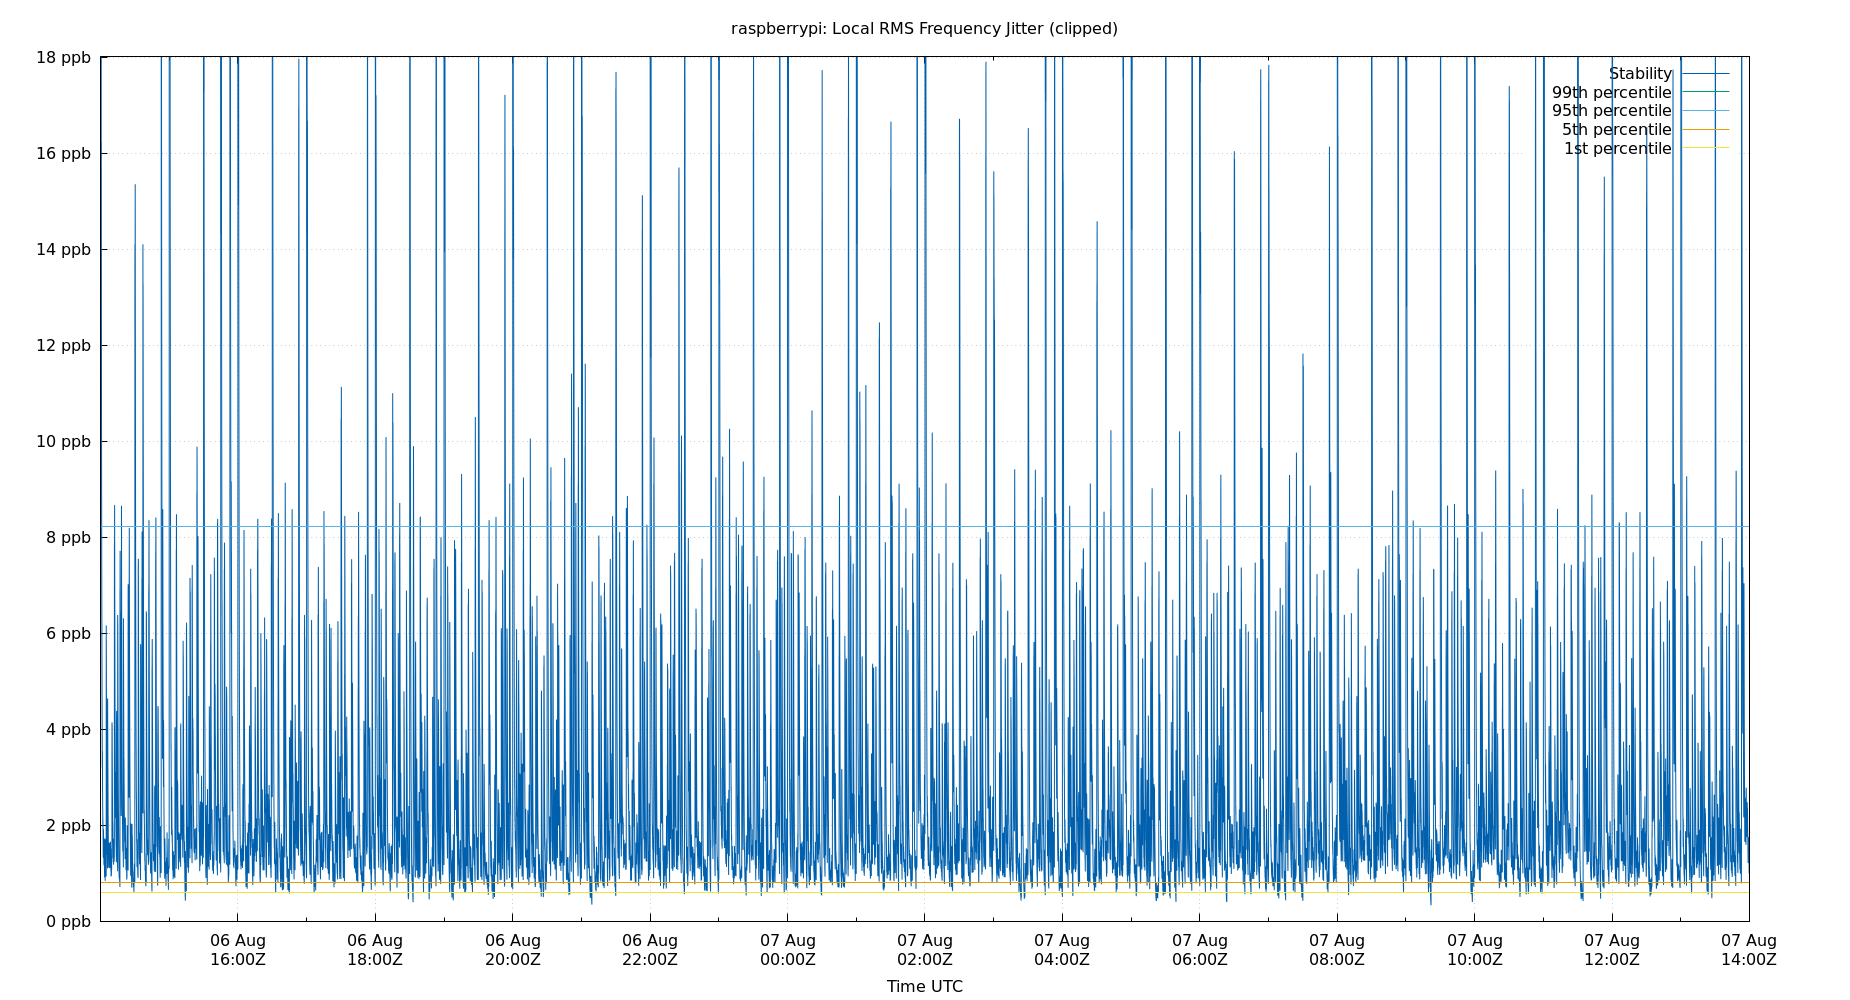 raspberrypi: Local RMS Frequency Jitter (clipped)
18 ppb
16 ppb
14 ppb
12 ppb
10 ppb
8 ppb
6 ppb
4 ppb
2 ppb
0 ppb
Stability
99th percentile
95th percentile
5th percentile
1st percentile
06 Aug 06 Aug 06 Aug 06 Aug 07 Aug 07 Aug 07 Aug 07 Aug 07 Aug 07 Aug 07 Aug 07 Aug
16:00Z 18:00Z 20:00Z 22:00Z 00:00Z 02:00Z 04:00Z 06:00Z 08:00Z 10:00Z 12:00Z 14:00Z
Time UTC